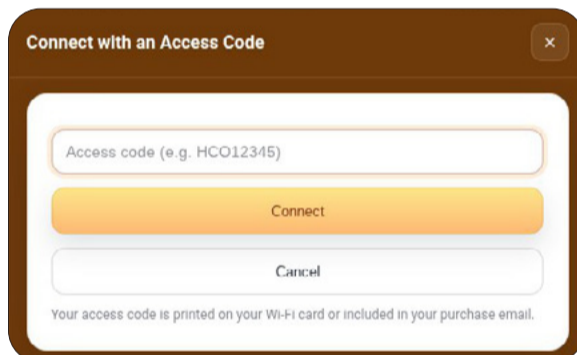 Connect with an Access Code
×
Access code (e.g. HCO12345)
Connect
Cancel
Your access code is printed on your Wi-Fi card or included in your purchase email.